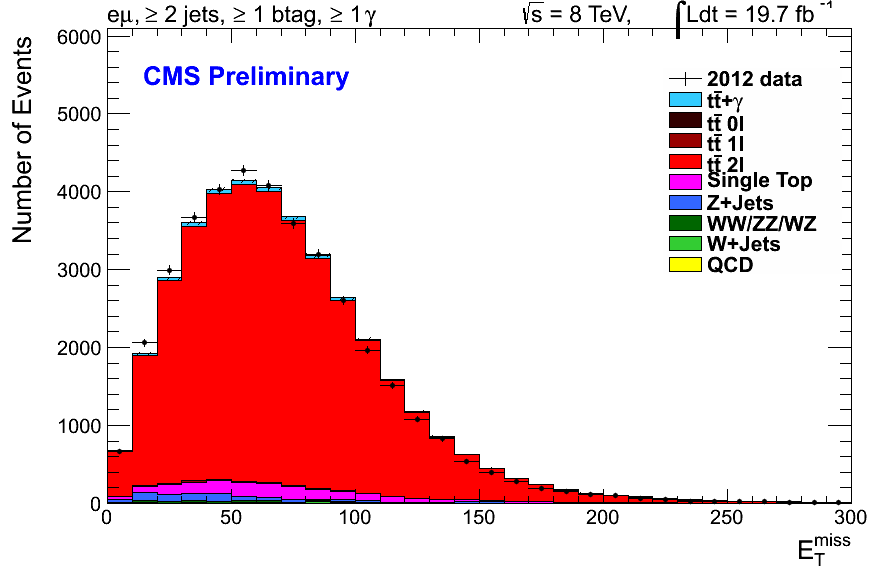 eμ, ≥ 2 jets, ≥ 1 btag, ≥ 1 γ √s = 8 TeV, ∫Ldt = 19.7 fb⁻¹
CMS Preliminary
Number of Events
6000
5000
4000
3000
2000
1000
0
2012 data
tt̄+γ
tt̄ 0l
tt̄ 1l
tt̄ 2l
Single Top
Z+Jets
WW/ZZ/WZ
W+Jets
QCD
0 50 100 150 200 250 300
E_T^miss